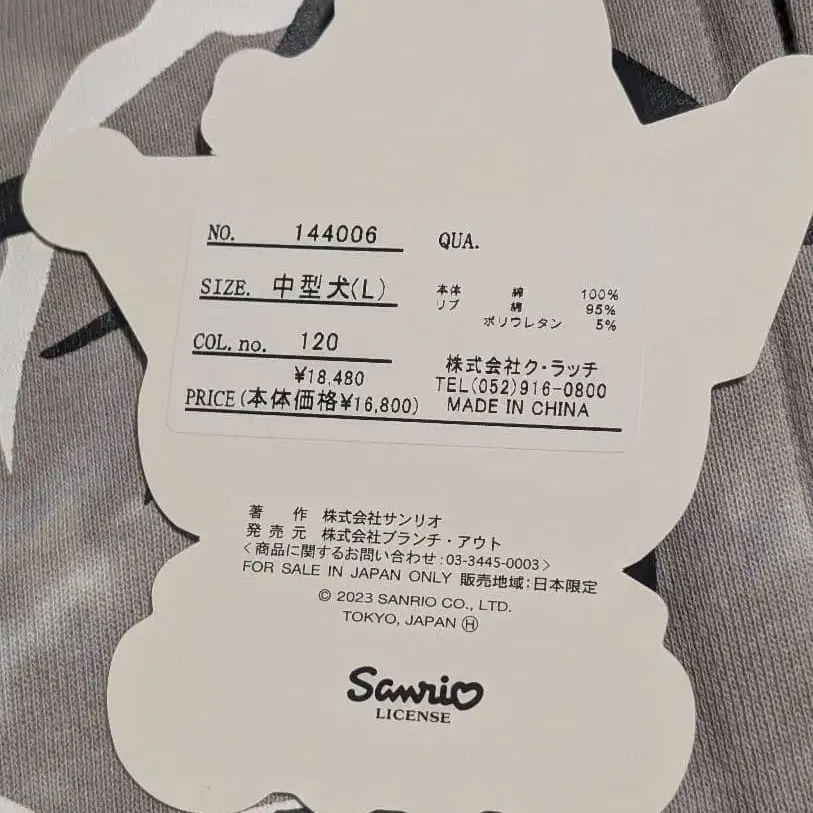 NO. 144006
QUA.
SIZE. 中型犬(L)
本体 綿 100%
リブ 綿 95%
ポリウレタン 5%
COL. no. 120
¥18,480
PRICE(本体価格¥16,800)
株式会社ク・ラッチ
TEL(052)916-0800
MADE IN CHINA
著 作 株式会社サンリオ
発 売 元 株式会社ブランチ・アウト
<商品に関するお問い合わせ:03-3445-0003>
FOR SALE IN JAPAN ONLY 販売地域:日本限定
© 2023 SANRIO CO., LTD.
TOKYO, JAPAN Ⓗ
Sanrio
LICENSE